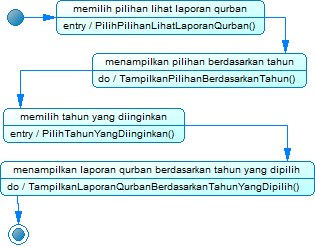 memilih pilihan lihat laporan qurban
entry / PilihPilihanLihatLaporanQurban()
menampilkan pilihan berdasarkan tahun
do / TampilkanPilihanBerdasarkanTahun()
memilih tahun yang diinginkan
entry / PilihTahunYangDiinginkan()
menampilkan laporan qurban berdasarkan tahun yang dipilih
do / TampilkanLaporanQurbanBerdasarkanTahunYangDipilih()